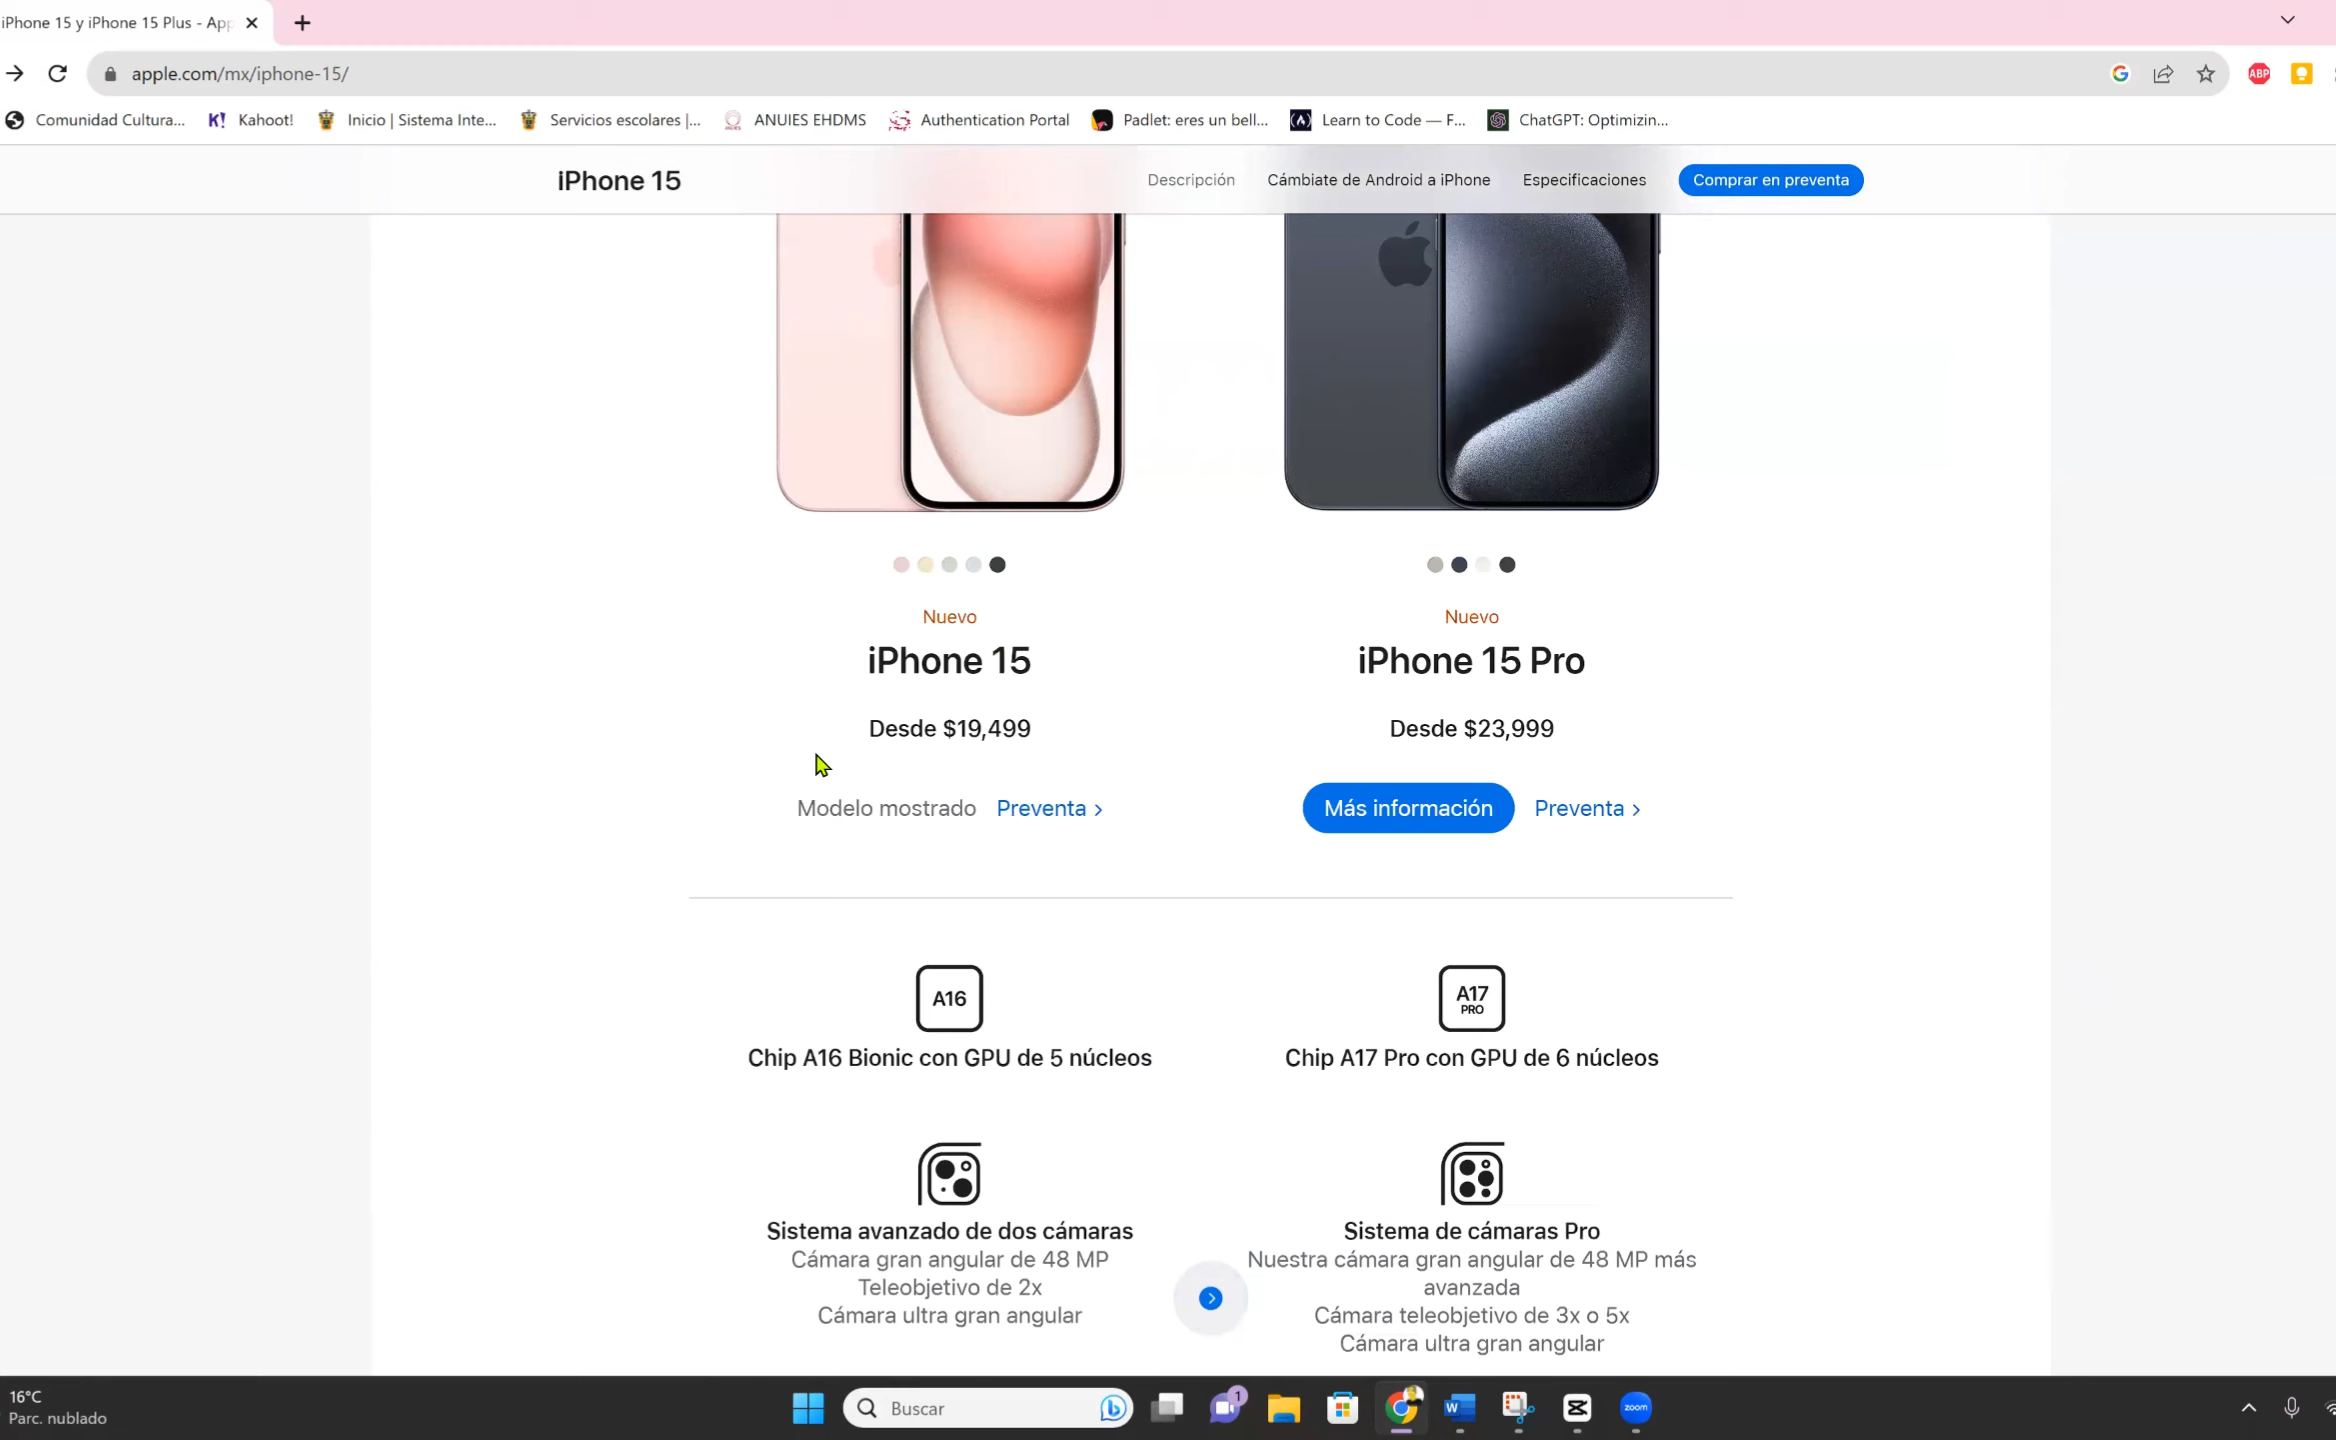 iPhone 15 y iPhone 15 Plus - App
apple.com/mx/iphone-15/
ABP
Comunidad Cultura...
K! Kahoot!
Inicio | Sistema Inte...
Servicios escolares |...
ANUIES EHDMS
Authentication Portal
Padlet: eres un bell...
Learn to Code — F...
ChatGPT: Optimizin...
iPhone 15
Descripción
Cámbiate de Android a iPhone
Especificaciones
Comprar en preventa
Nuevo
iPhone 15
Desde $19,499
Modelo mostrado Preventa >
Nuevo
iPhone 15 Pro
Desde $23,999
Más información Preventa >
A16
Chip A16 Bionic con GPU de 5 núcleos
A17
PRO
Chip A17 Pro con GPU de 6 núcleos
Sistema avanzado de dos cámaras
Cámara gran angular de 48 MP
Teleobjetivo de 2x
Cámara ultra gran angular
Sistema de cámaras Pro
Nuestra cámara gran angular de 48 MP más
avanzada
Cámara teleobjetivo de 3x o 5x
Cámara ultra gran angular
16°C
Parc. nublado
Buscar
1
W
zoom